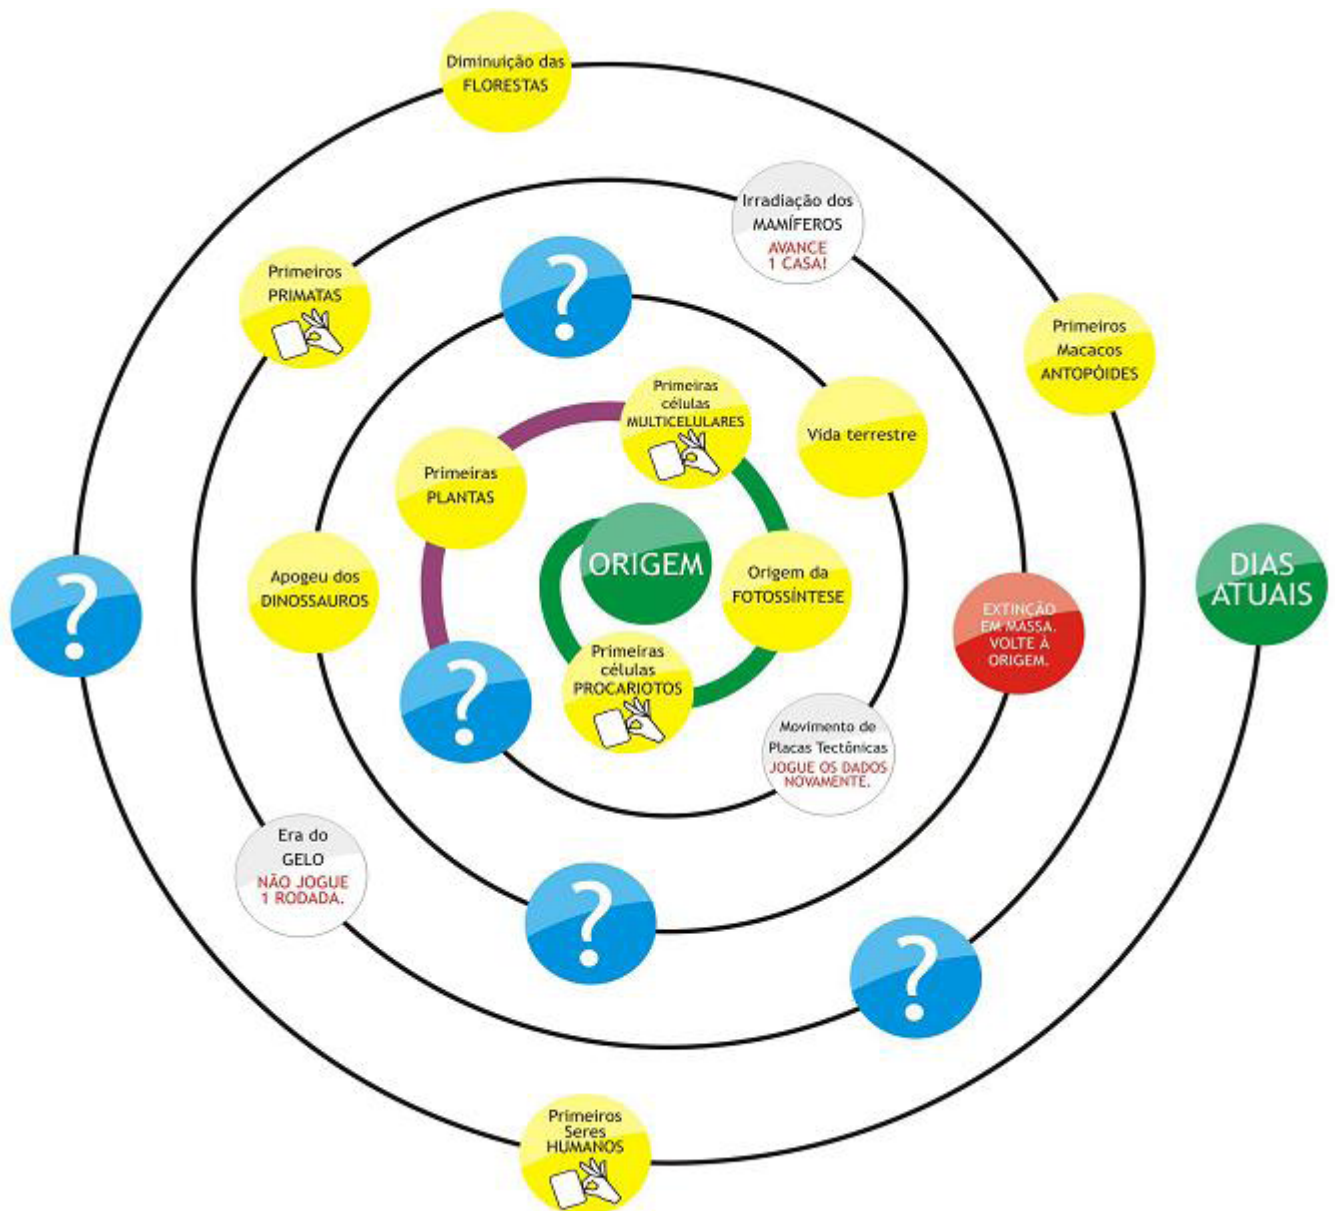 Diminuição das
FLORESTAS
Irradiação dos
MAMÍFEROS
AVANCE
1 CASA!
Primeiros
PRIMATAS
?
Primeiros
Macacos
ANTOPÓIDES
Primeiras
células
MULTICELULARES
Vida terrestre
Primeiras
PLANTAS
ORIGEM
Origem da
FOTOSSÍNTESE
Apogeu dos
DINOSSAUROS
?
DIAS
ATUAIS
EXTINÇÃO
EM MASSA.
VOLTE À
ORIGEM.
Primeiras
células
PROCARIOTOS
?
Movimento de
Placas Tectônicas
JOGUE OS DADOS
NOVAMENTE.
Era do
GELO
NÃO JOGUE
1 RODADA.
?
?
Primeiros
Seres
HUMANOS